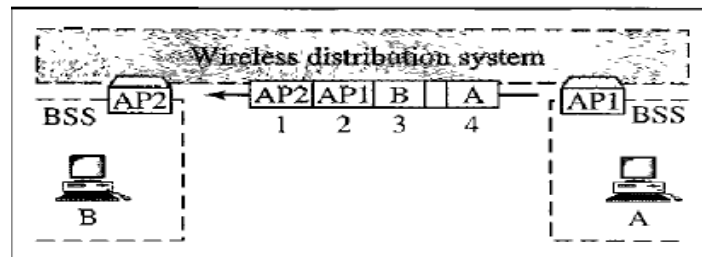 Wireless distribution system
AP2 AP2 AP1 B A AP1
BSS 1 2 3 4 BSS
B A